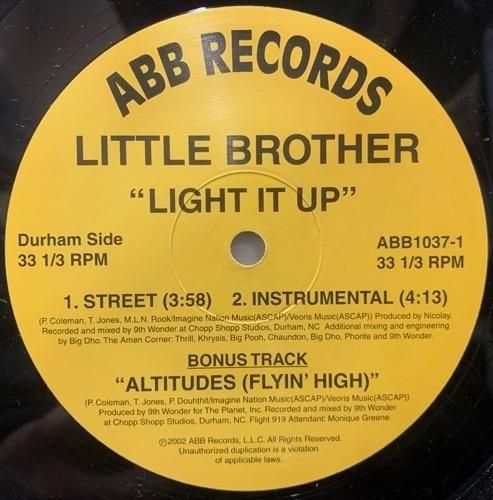 ABB RECORDS
LITTLE BROTHER
"LIGHT IT UP"
Durham Side
33 1/3 RPM
ABB1037-1
33 1/3 RPM
1. STREET (3:58) 2. INSTRUMENTAL (4:13)
(P. Coleman, T. Jones, M.L.N. Rook/Imagine Nation Music(ASCAP)/Veoris Music(ASCAP)) Produced by Nicolay.
Recorded and mixed by 9th Wonder at Chopp Shopp Studios, Durham, NC Additional mixing and engineering
by Big Dho. The Amen Corner: Thrill, Khrysis, Big Pooh, Chaundon, Big Dho, Phonte and 9th Wonder.
BONUS TRACK
"ALTITUDES (FLYIN' HIGH)"
(P. Coleman, T. Jones, P. Douthhit/Imagine Nation Music(ASCAP)/Veoris Music(ASCAP))
Produced by 9th Wonder for The Planet, Inc. Recorded and mixed by 9th Wonder
at Chopp Shopp Studios, Durham, NC. Flight 919 Attendant: Monique Greene.
℗2002 ABB Records, L.L.C. All Rights Reserved.
Unauthorized duplication is a violation
of applicable laws.